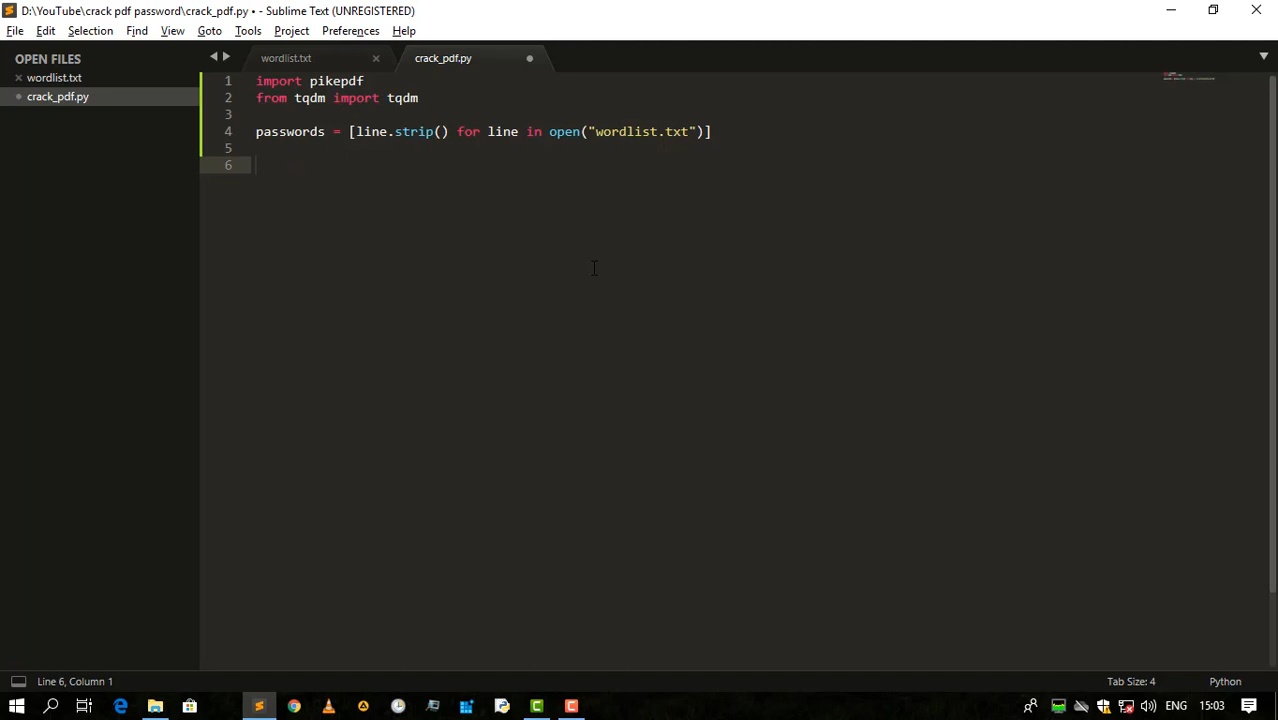 D:\YouTube\crack pdf password\crack_pdf.py • - Sublime Text (UNREGISTERED)
File Edit Selection Find View Goto Tools Project Preferences Help
OPEN FILES
wordlist.txt
crack_pdf.py
wordlist.txt
crack_pdf.py
1 import pikepdf
2 from tqdm import tqdm
3
4 passwords = [line.strip() for line in open("wordlist.txt")]
5
6
Line 6, Column 1
Tab Size: 4
Python
ENG
15:03